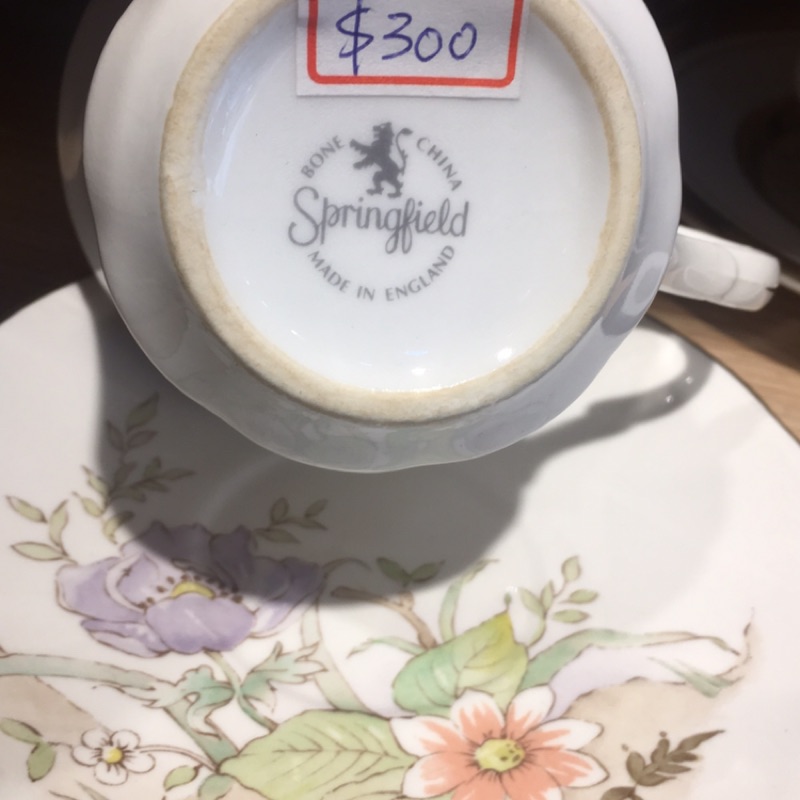 $300
BONE CHINA
Springfield
MADE IN ENGLAND